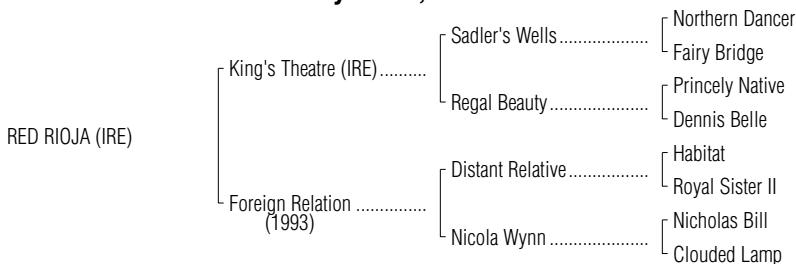 Northern Dancer
Sadler's Wells...................
Fairy Bridge
King's Theatre (IRE)..........
Princely Native
Regal Beauty.....................
Dennis Belle
RED RIOJA (IRE)
Habitat
Distant Relative.................
Royal Sister II
Foreign Relation ...............
(1993)
Nicholas Bill
Nicola Wynn.....................
Clouded Lamp